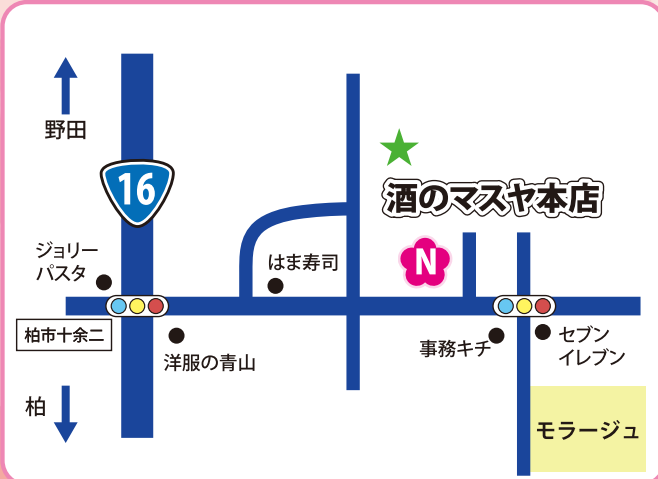 野田
16
酒のマスヤ本店
ジョリー
パスタ
はま寿司
N
柏市十余二
洋服の青山
事務キチ
セブン
イレブン
柏
モラージュ